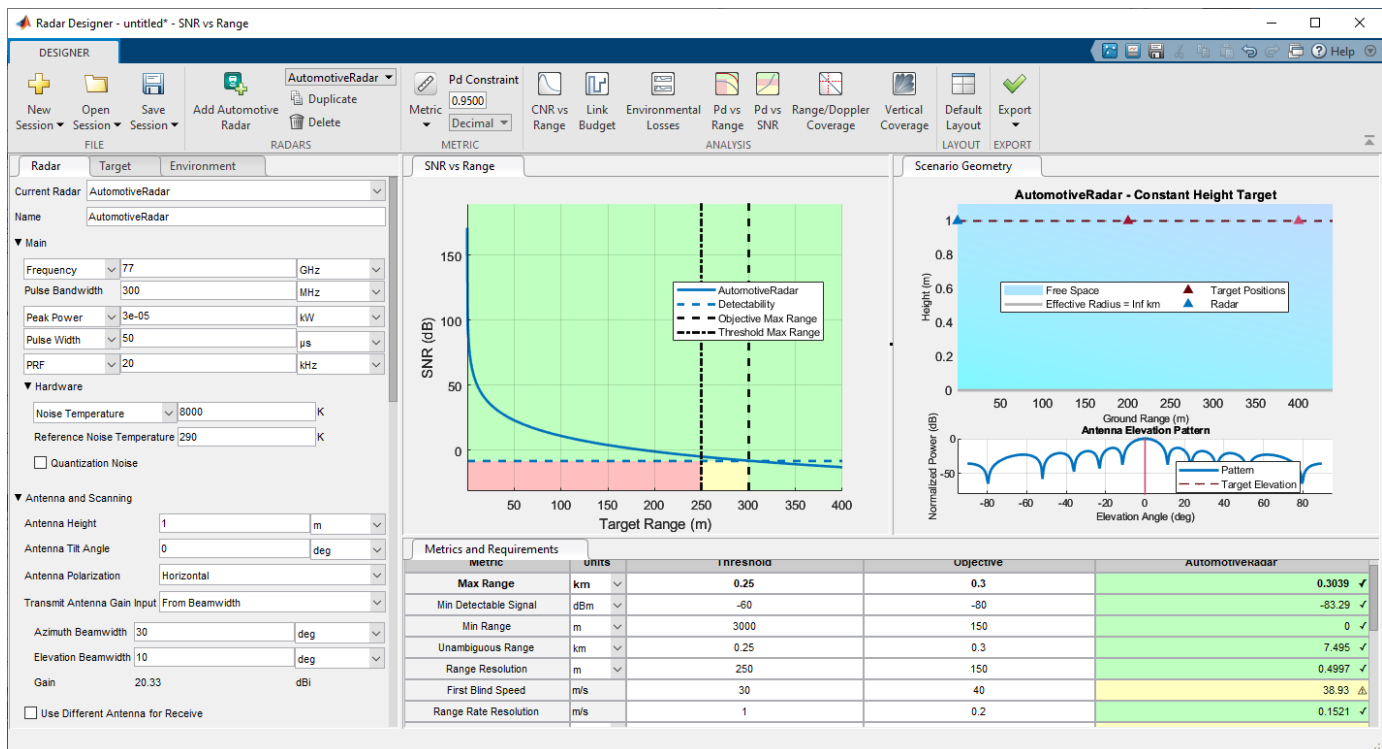 Radar Designer - untitled* - SNR vs Range
DESIGNER
Help
New Session
Open Session
Save Session
FILE
Add Automotive Radar
AutomotiveRadar
Duplicate
Delete
RADARS
Metric
Pd Constraint
0.9500
Decimal
METRIC
CNR vs Range
Link Budget
Environmental Losses
Pd vs Range
Pd vs SNR
Range/Doppler Coverage
Vertical Coverage
ANALYSIS
Default Layout
LAYOUT
Export
EXPORT
Radar Target Environment
Current Radar AutomotiveRadar
Name AutomotiveRadar
Main
Frequency 77 GHz
Pulse Bandwidth 300 MHz
Peak Power 3e-05 kW
Pulse Width 50 µs
PRF 20 kHz
Hardware
Noise Temperature 8000 K
Reference Noise Temperature 290 K
Quantization Noise
Antenna and Scanning
Antenna Height 1 m
Antenna Tilt Angle 0 deg
Antenna Polarization Horizontal
Transmit Antenna Gain Input From Beamwidth
Azimuth Beamwidth 30 deg
Elevation Beamwidth 10 deg
Gain 20.33 dBi
Use Different Antenna for Receive
SNR vs Range
SNR (dB)
150
100
50
0
AutomotiveRadar
Detectability
Objective Max Range
Threshold Max Range
50 100 150 200 250 300 350 400
Target Range (m)
Scenario Geometry
AutomotiveRadar - Constant Height Target
Height (m)
1
0.8
0.6
0.4
0.2
0
Free Space
Effective Radius = Inf km
Target Positions
Radar
50 100 150 200 250 300 350 400
Ground Range (m)
Antenna Elevation Pattern
Normalized Power (dB)
0
-50
Pattern
Target Elevation
-80 -60 -40 -20 0 20 40 60 80
Elevation Angle (deg)
Metrics and Requirements
Metric Units Threshold Objective AutomotiveRadar
Max Range km 0.25 0.3 0.3039
Min Detectable Signal dBm -60 -80 -83.29
Min Range m 3000 150 0
Unambiguous Range km 0.25 0.3 7.495
Range Resolution m 250 150 0.4997
First Blind Speed m/s 30 40 38.93
Range Rate Resolution m/s 1 0.2 0.1521